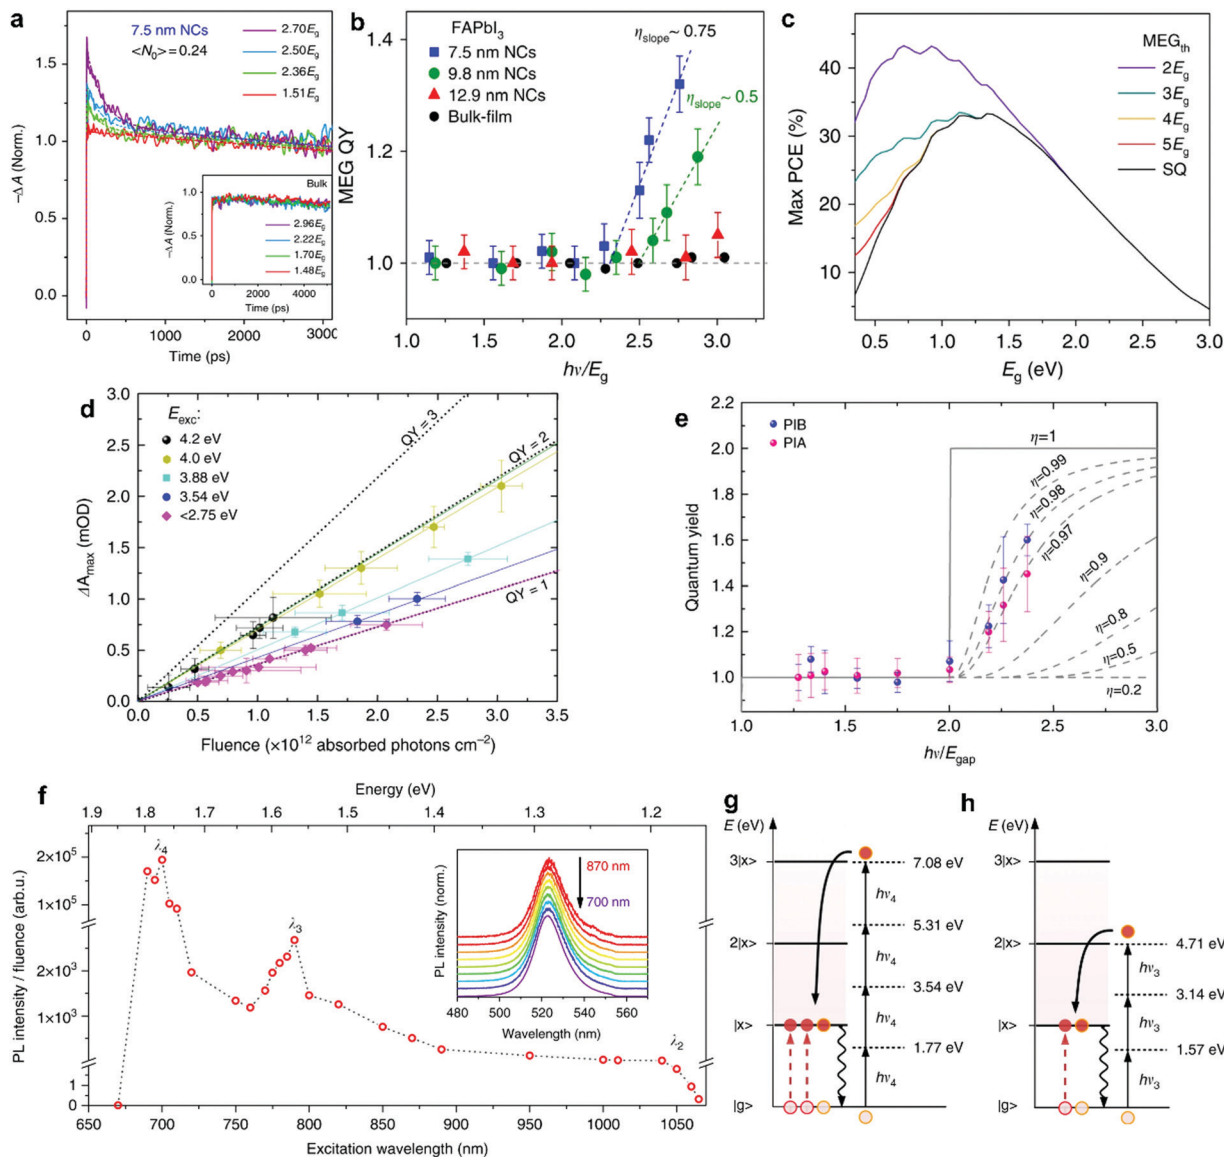 a
7.5 nm NCs
<N₀> = 0.24
2.70Eg
2.50Eg
2.36Eg
1.51Eg
−ΔA (Norm.)
1.5
1.0
0.5
0.0
0
1000
2000
3000
Time (ps)
Bulk
−ΔA (Norm.)
1.0
0.5
0.0
2.96Eg
2.22Eg
1.70Eg
1.48Eg
0
2000
4000
Time (ps)
b
FAPbI₃
7.5 nm NCs
9.8 nm NCs
12.9 nm NCs
Bulk-film
ηslope~ 0.75
ηslope~ 0.5
MEG QY
1.4
1.2
1.0
1.0
1.5
2.0
2.5
3.0
hν/Eg
c
MEGth
2Eg
3Eg
4Eg
5Eg
SQ
Max PCE (%)
40
30
20
10
0
0.5
1.0
1.5
2.0
2.5
3.0
Eg (eV)
d
Eexc:
4.2 eV
4.0 eV
3.88 eV
3.54 eV
<2.75 eV
QY = 3
QY = 2
QY = 1
ΔAmax (mOD)
3.0
2.5
2.0
1.5
1.0
0.5
0.0
0.0
0.5
1.0
1.5
2.0
2.5
3.0
3.5
Fluence (×10¹² absorbed photons cm⁻²)
e
PIB
PIA
η=1
η=0.99
η=0.98
η=0.97
η=0.9
η=0.8
η=0.5
η=0.2
Quantum yield
2.2
2.0
1.8
1.6
1.4
1.2
1.0
1.0
1.5
2.0
2.5
3.0
hν/Egap
f
Energy (eV)
1.9
1.8
1.7
1.6
1.5
1.4
1.3
1.2
PL intensity / fluence (arb.u.)
2×10⁵
1×10⁵
2×10³
1×10³
1
0
λ₄
λ₃
λ₂
650
700
750
800
850
900
950
1000
1050
Excitation wavelength (nm)
PL intensity (norm.)
870 nm
700 nm
480
500
520
540
560
Wavelength (nm)
g
E (eV)
3|x>
2|x>
|x>
|g>
7.08 eV
5.31 eV
3.54 eV
1.77 eV
hν₄
hν₄
hν₄
hν₄
h
E (eV)
3|x>
2|x>
|x>
|g>
4.71 eV
3.14 eV
1.57 eV
hν₃
hν₃
hν₃